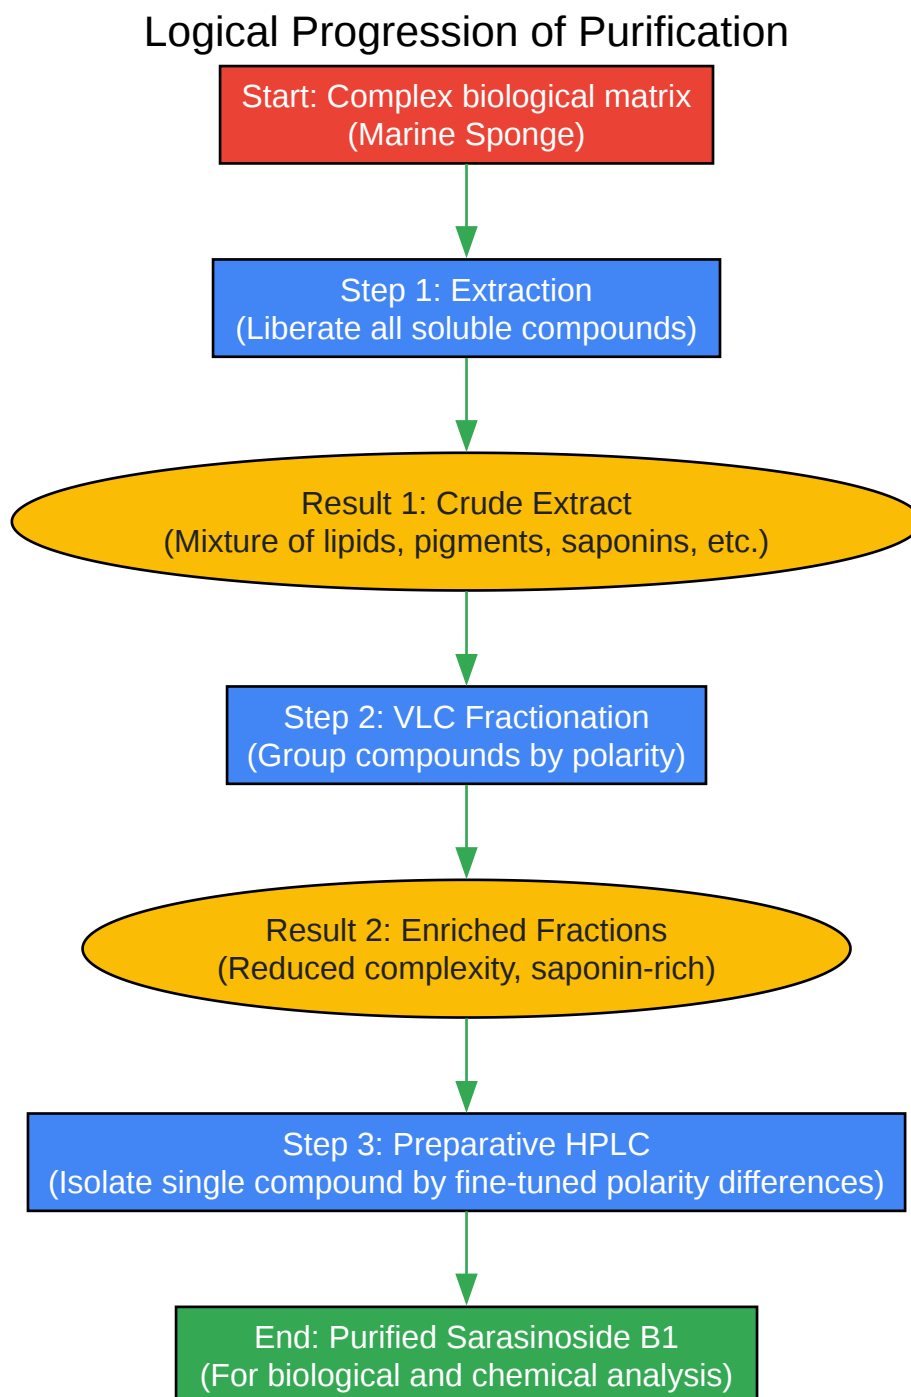 Logical Progression of Purification
Start: Complex biological matrix
(Marine Sponge)
Step 1: Extraction
(Liberate all soluble compounds)
Result 1: Crude Extract
(Mixture of lipids, pigments, saponins, etc.)
Step 2: VLC Fractionation
(Group compounds by polarity)
Result 2: Enriched Fractions
(Reduced complexity, saponin-rich)
Step 3: Preparative HPLC
(Isolate single compound by fine-tuned polarity differences)
End: Purified Sarasinoside B1
(For biological and chemical analysis)